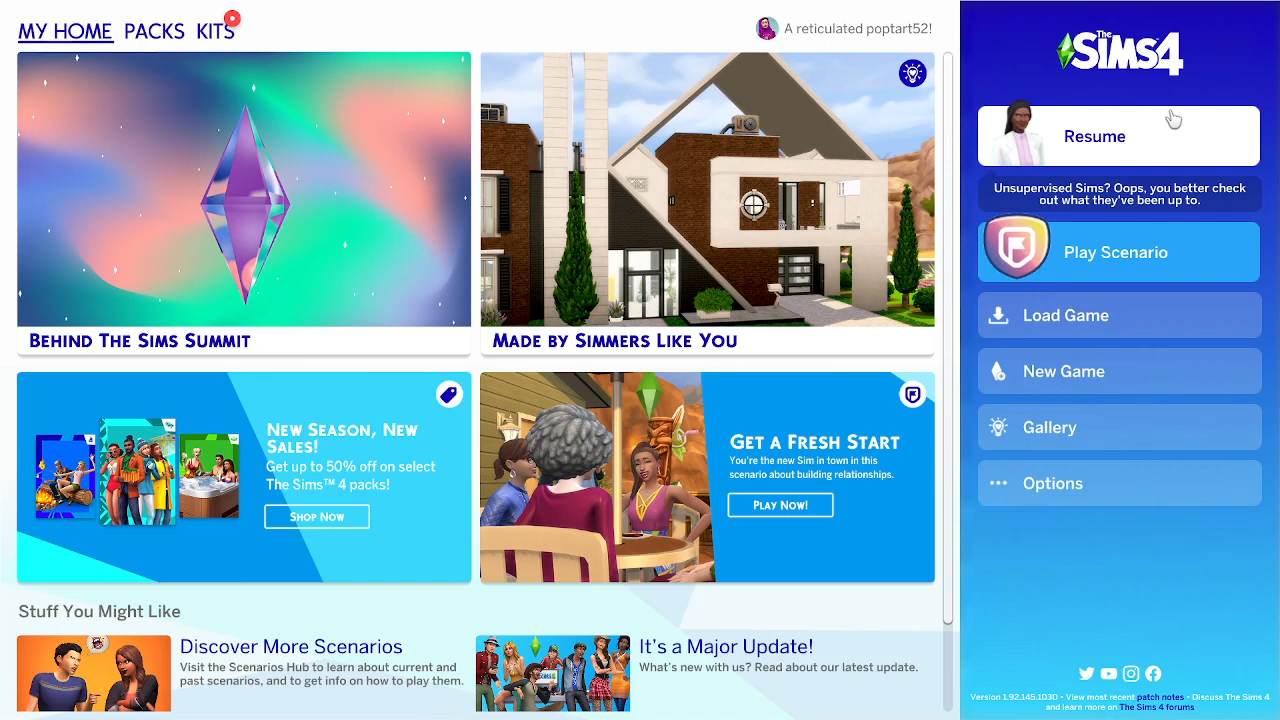 MY HOME PACKS KITS
A reticulated poptart52!
BEHIND THE SIMS SUMMIT
MADE BY SIMMERS LIKE YOU
NEW SEASON, NEW
SALES!
Get up to 50% off on select
The Sims™ 4 packs!
SHOP NOW
GET A FRESH START
You're the new Sim in town in this
scenario about building relationships.
PLAY NOW!
Stuff You Might Like
Discover More Scenarios
Visit the Scenarios Hub to learn about current and
past scenarios, and to get info on how to play them.
It's a Major Update!
What's new with us? Read about our latest update.
The SiMS 4
Resume
Unsupervised Sims? Oops, you better check
out what they've been up to.
Play Scenario
Load Game
New Game
Gallery
Options
Version 1.92.145.1030 - View most recent patch notes - Discuss The Sims 4
and learn more on The Sims 4 forums